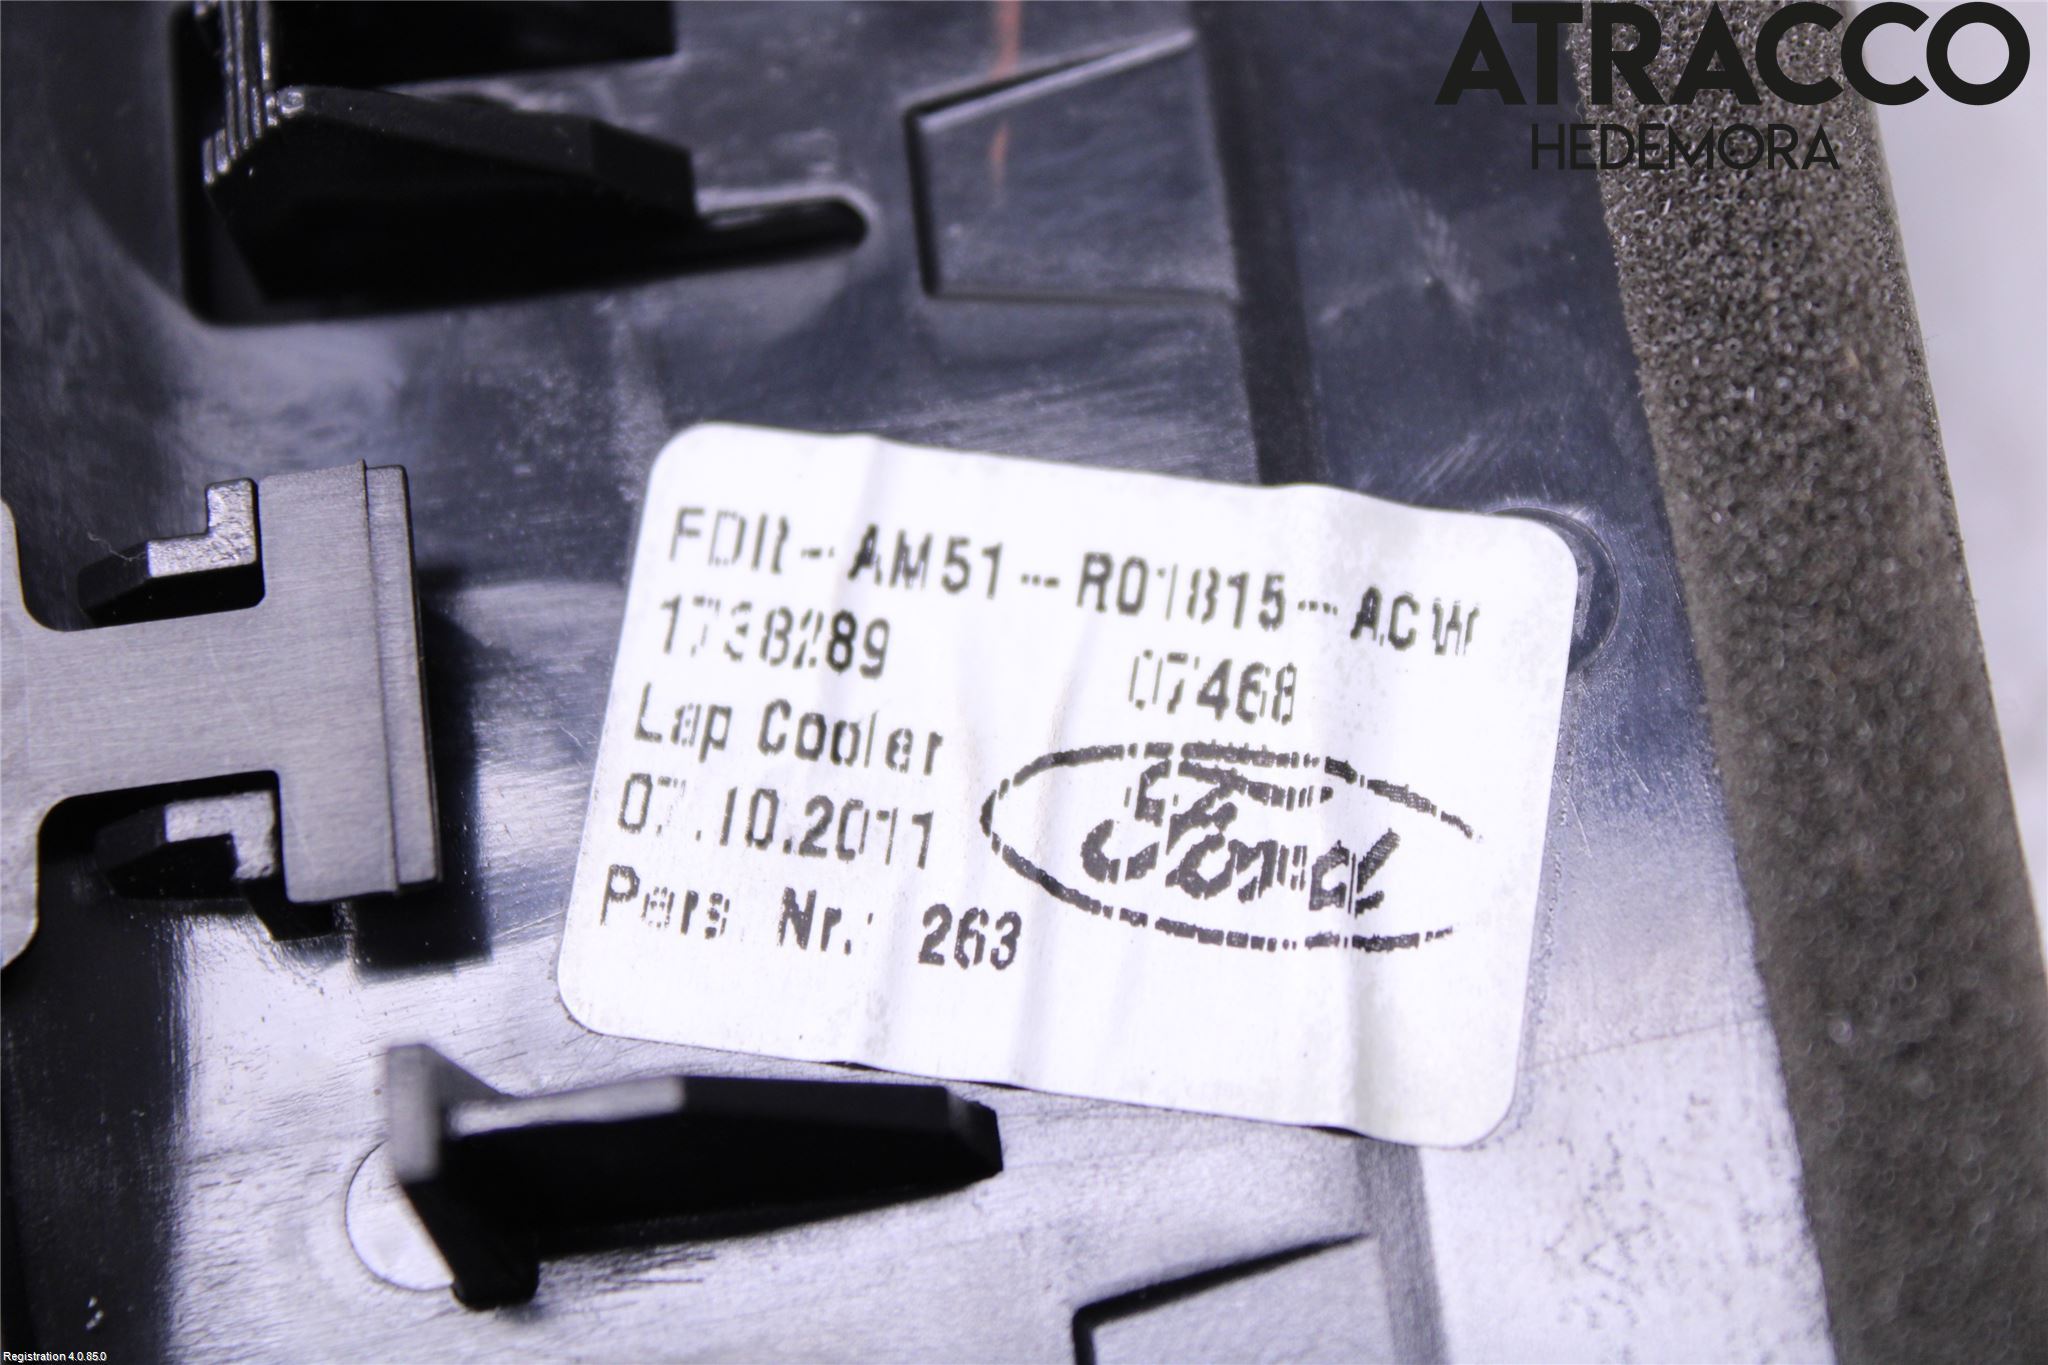 ATRACCO
HEDEMORA
FDR-AM51-R01815-ACW
1738289 07468
Lap Cooler
07.10.2011
Ford
Pers Nr.: 263
Registration 4.0.85.0